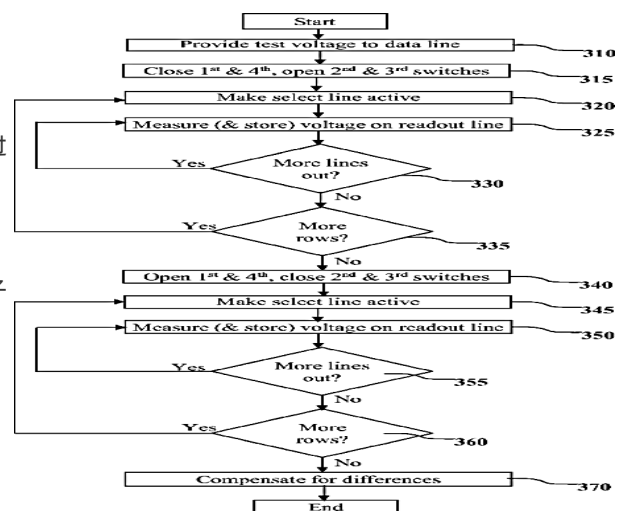 Start
Provide test voltage to data line
310
Close 1st & 4th, open 2nd & 3rd switches
315
Make select line active
320
Measure (& store) voltage on readout line
325
Yes
More lines
out?
330
No
Yes
More
rows?
335
No
Open 1st & 4th, close 2nd & 3rd switches
340
Make select line active
345
Measure (& store) voltage on readout line
350
Yes
More lines
out?
355
No
Yes
More
rows?
360
No
Compensate for differences
370
End